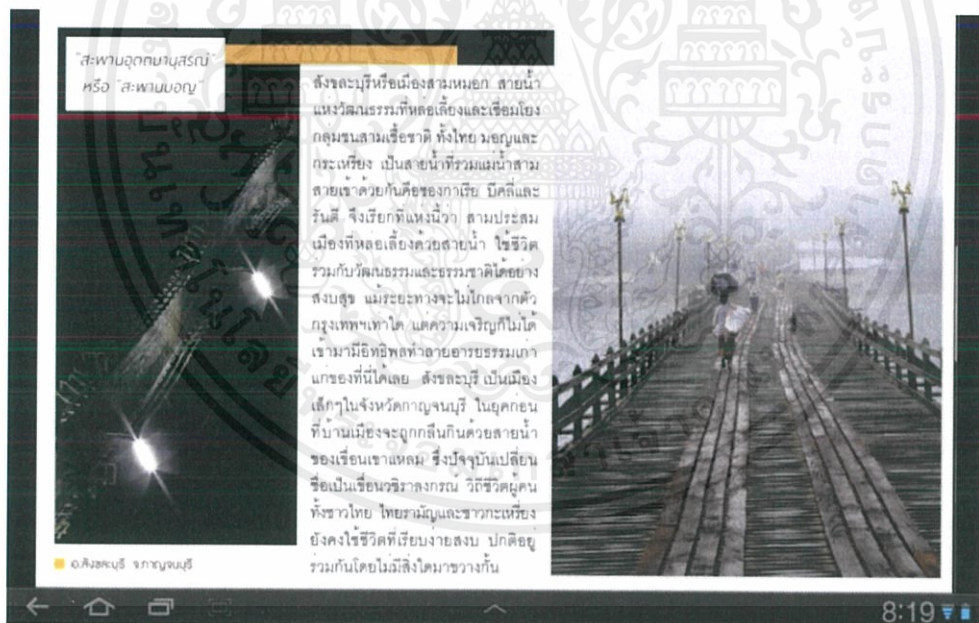 "สะพานอุตตมานุสรณ์"
หรือ "สะพานมอญ"
สังขละบุรีหรือเมืองสามหมอก สายน้ำ
แห่งวัฒนธรรมที่หลอเลี้ยงและเชื่อมโยง
กลุ่มชนสามเชื้อชาติ ทั้งไทย มอญและ
กระเหรี่ยง เป็นสายน้ำที่รวมแม่น้ำสาม
สายเข้าด้วยกันคือซองกาเรีย บีคลี่และ
รันตี จึงเรียกที่แห่งนี้ว่า สามประสบ
เมืองที่หลอเลี้ยงด้วยสายน้ำ ใช้ชีวิต
รวมกับวัฒนธรรมและธรรมชาติได้อย่าง
สงบสุข แม้ระยะทางจะไม่ไกลจากตัว
กรุงเทพฯเท่าใด แต่ความเจริญก็ไม่ได้
เข้ามามีอิทธิพลทำลายอารยธรรมเก่า
แก่ของที่นี่ได้เลย สังขละบุรี เป็นเมือง
เล็กๆในจังหวัดกาญจนบุรี ในยุคก่อน
ที่บ้านเมืองจะถูกกลืนกินด้วยสายน้ำ
ของเขื่อนเขาแหลม ซึ่งปัจจุบันเปลี่ยน
ชื่อเป็นเขื่อนวชิราลงกรณ วิถีชีวิตผู้คน
ทั้งชาวไทย ไทยรามัญและชาวกะเหรี่ยง
ยังคงใช้ชีวิตที่เรียบง่ายสงบ ปกติอยู่
ร่วมกันโดยไม่มีสิ่งใดมาขวางกั้น
อ.สังขละบุรี จ.กาญจนบุรี
8:19